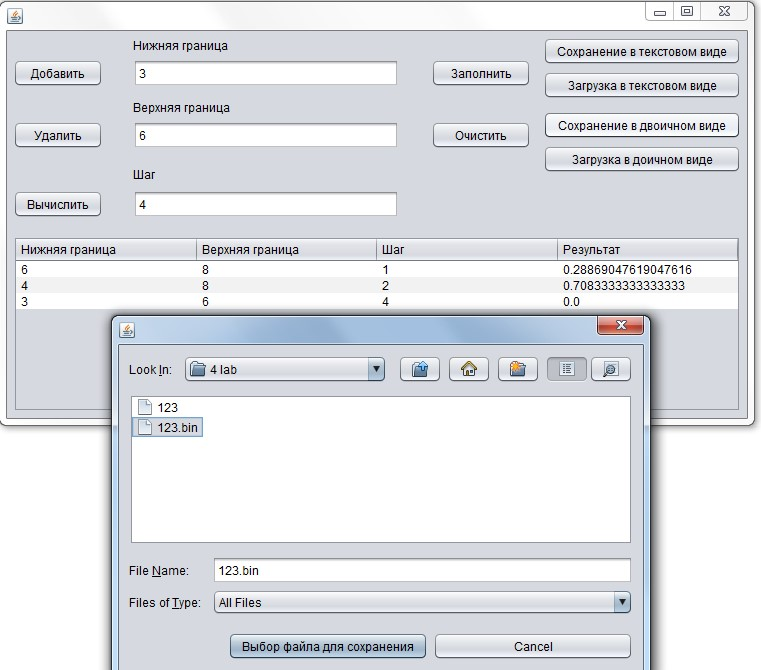 Нижняя граница
Сохранение в текстовом виде
Добавить
3
Заполнить
Загрузка в текстовом виде
Верхняя граница
Сохранение в двоичном виде
Удалить
6
Очистить
Загрузка в доичном виде
Шаг
Вычислить
4
Нижняя граница Верхняя граница Шаг Результат
6 8 1 0.28869047619047616
4 8 2 0.7083333333333333
3 6 4 0.0
Look In: 4 lab
123
123.bin
File Name: 123.bin
Files of Type: All Files
Выбор файла для сохранения Cancel